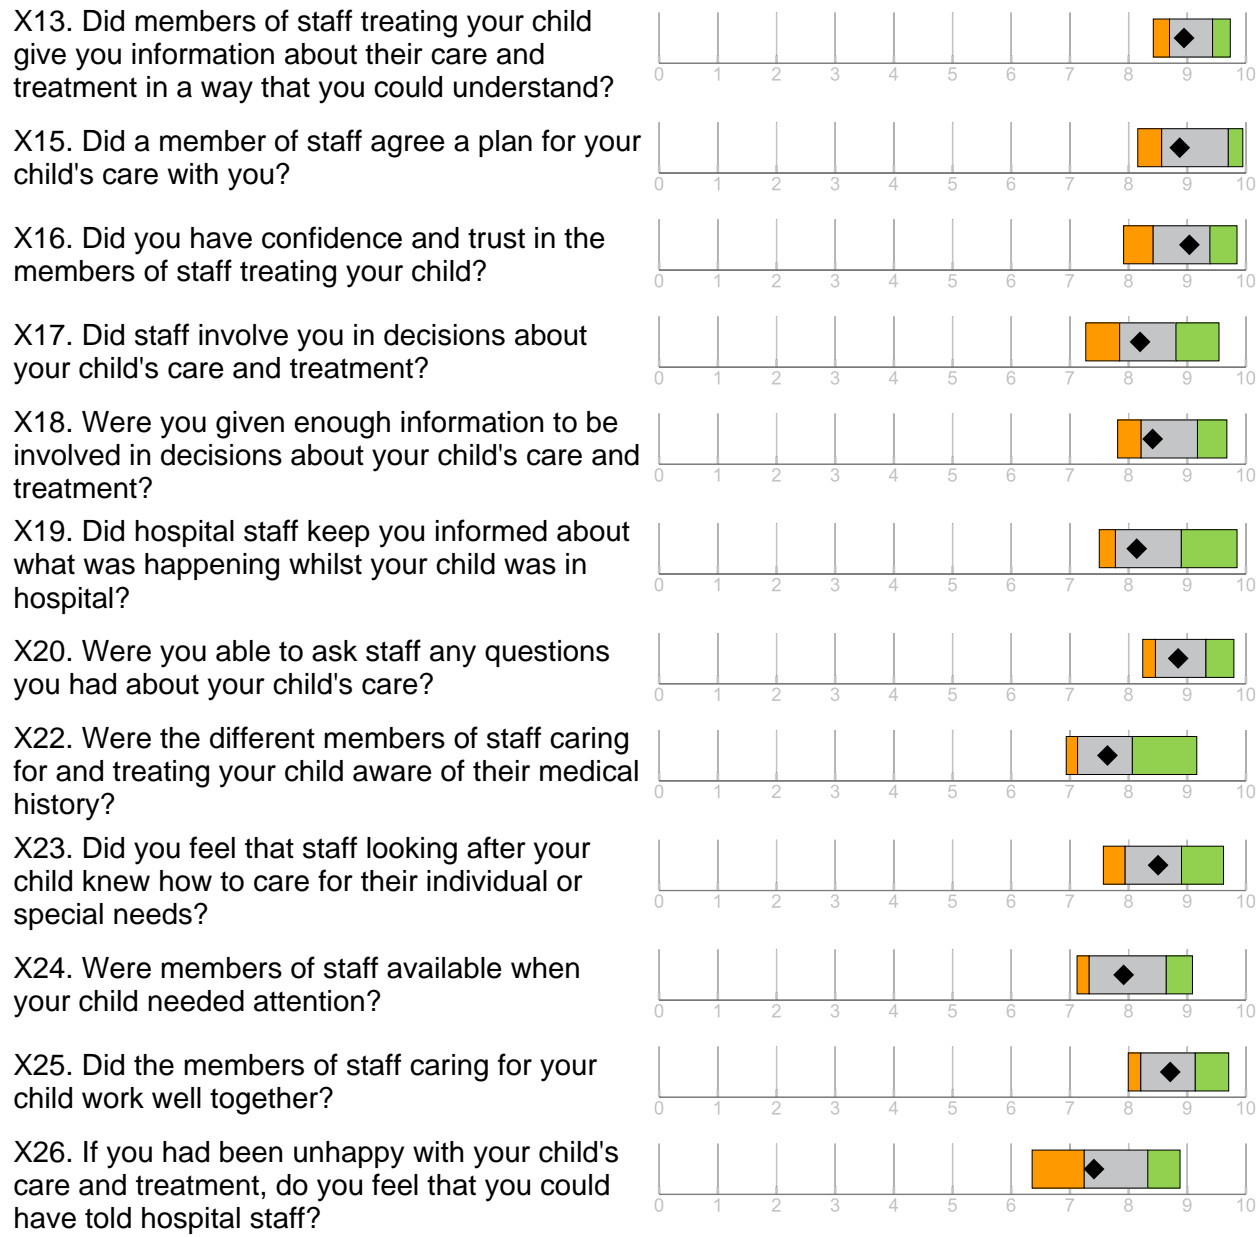 X13. Did members of staff treating your child
give you information about their care and
treatment in a way that you could understand?
0 1 2 3 4 5 6 7 8 9 10
X15. Did a member of staff agree a plan for your
child's care with you?
0 1 2 3 4 5 6 7 8 9 10
X16. Did you have confidence and trust in the
members of staff treating your child?
0 1 2 3 4 5 6 7 8 9 10
X17. Did staff involve you in decisions about
your child's care and treatment?
0 1 2 3 4 5 6 7 8 9 10
X18. Were you given enough information to be
involved in decisions about your child's care and
treatment?
0 1 2 3 4 5 6 7 8 9 10
X19. Did hospital staff keep you informed about
what was happening whilst your child was in
hospital?
0 1 2 3 4 5 6 7 8 9 10
X20. Were you able to ask staff any questions
you had about your child's care?
0 1 2 3 4 5 6 7 8 9 10
X22. Were the different members of staff caring
for and treating your child aware of their medical
history?
0 1 2 3 4 5 6 7 8 9 10
X23. Did you feel that staff looking after your
child knew how to care for their individual or
special needs?
0 1 2 3 4 5 6 7 8 9 10
X24. Were members of staff available when
your child needed attention?
0 1 2 3 4 5 6 7 8 9 10
X25. Did the members of staff caring for your
child work well together?
0 1 2 3 4 5 6 7 8 9 10
X26. If you had been unhappy with your child's
care and treatment, do you feel that you could
have told hospital staff?
0 1 2 3 4 5 6 7 8 9 10